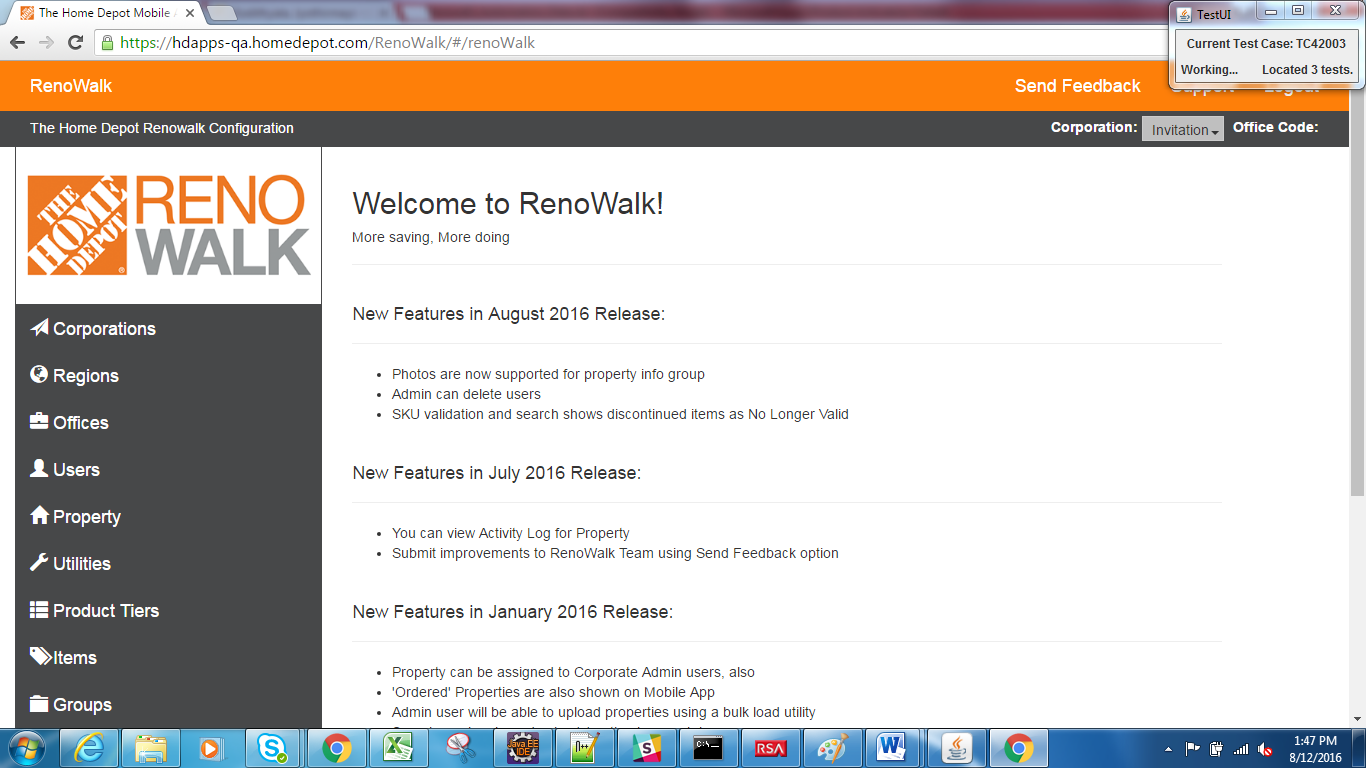 The Home Depot Mobile
TestUI
https://hdapps-qa.homedepot.com/RenoWalk/#/renoWalk
Current Test Case: TC42003
Working... Located 3 tests.
RenoWalk
Send Feedback
Support
Logout
The Home Depot Renowalk Configuration
Corporation: Invitation Office Code:
THE HOME DEPOT
RENO
WALK
Corporations
Regions
Offices
Users
Property
Utilities
Product Tiers
Items
Groups
Welcome to RenoWalk!
More saving, More doing
New Features in August 2016 Release:
Photos are now supported for property info group
Admin can delete users
SKU validation and search shows discontinued items as No Longer Valid
New Features in July 2016 Release:
You can view Activity Log for Property
Submit improvements to RenoWalk Team using Send Feedback option
New Features in January 2016 Release:
Property can be assigned to Corporate Admin users, also
'Ordered' Properties are also shown on Mobile App
Admin user will be able to upload properties using a bulk load utility
Java EE
IDE
C:\_
RSA
1:47 PM
8/12/2016